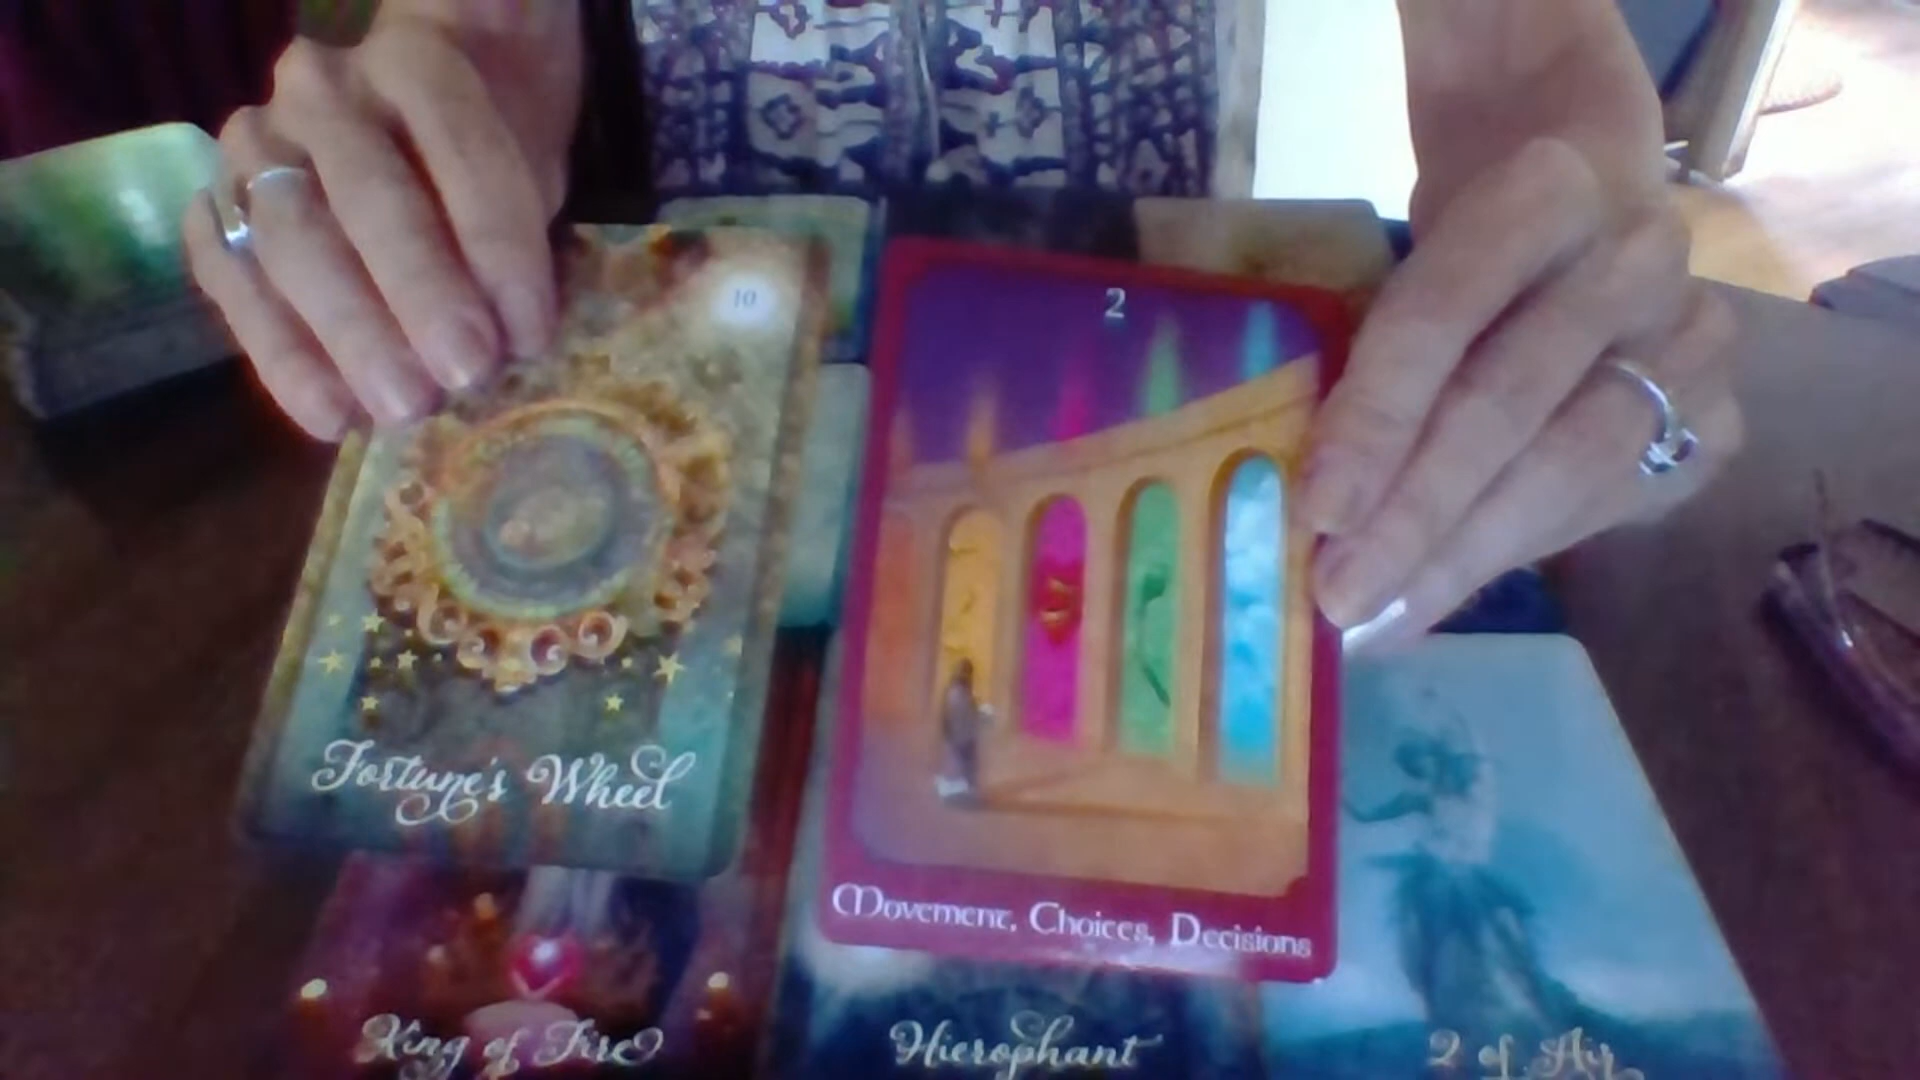 10
2
Fortune's Wheel
Movement, Choices, Decisions
King of Fire
Hierophant
2 of Air